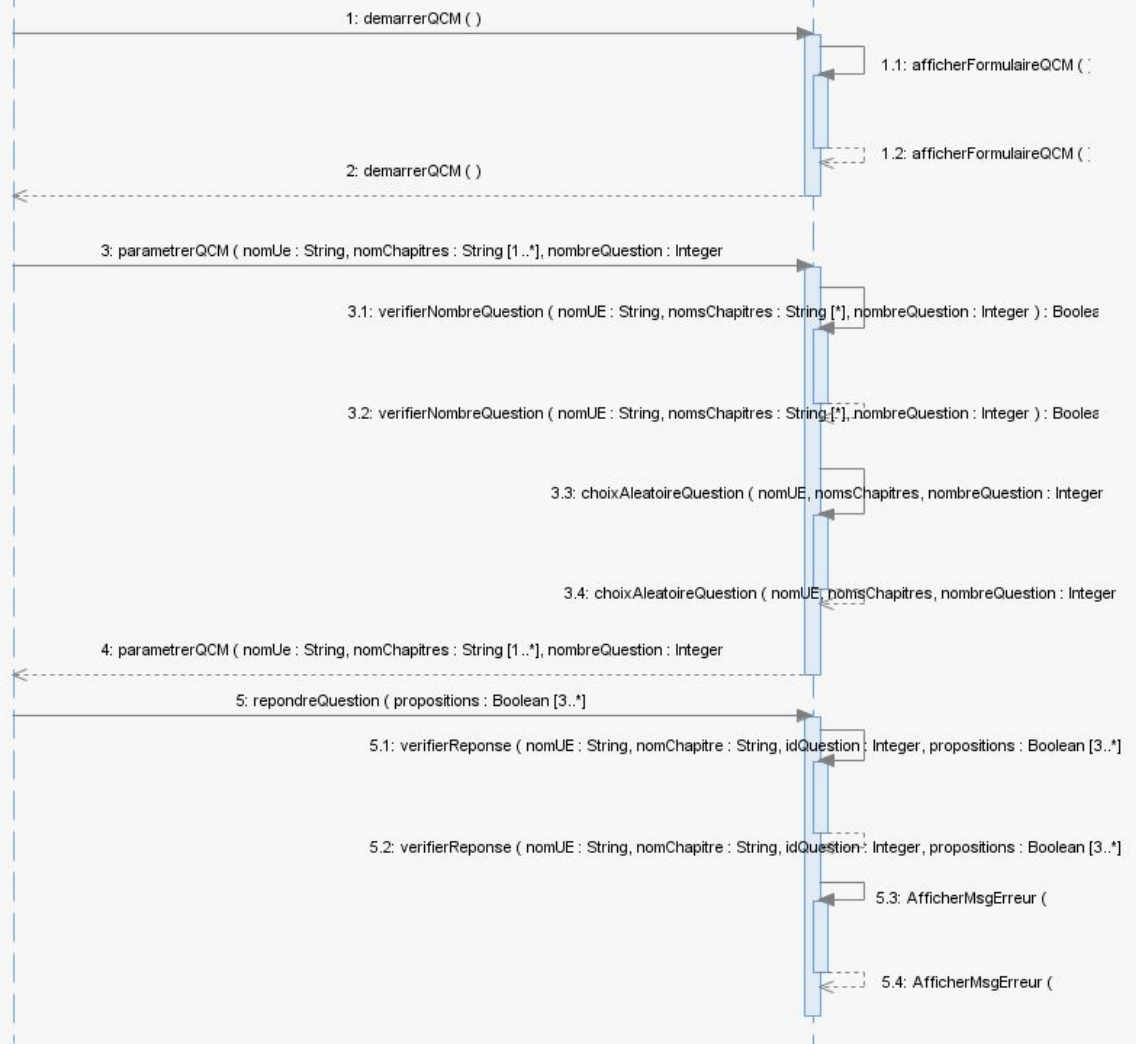 1: demarrerQCM ( )
1.1: afficherFormulaireQCM (
1.2: afficherFormulaireQCM (
2: demarrerQCM ( )
3: parametrerQCM ( nomUe : String, nomChapitres : String [1..*], nombreQuestion : Integer
3.1: verifierNombreQuestion ( nomUE : String, nomsChapitres : String [*], nombreQuestion : Integer ) : Boolea
3.2: verifierNombreQuestion ( nomUE : String, nomsChapitres : String [*], nombreQuestion : Integer ) : Boolea
3.3: choixAleatoireQuestion ( nomUE, nomsChapitres, nombreQuestion : Integer
3.4: choixAleatoireQuestion ( nomUE, nomsChapitres, nombreQuestion : Integer
4: parametrerQCM ( nomUe : String, nomChapitres : String [1..*], nombreQuestion : Integer
5: repondreQuestion ( propositions : Boolean [3..*]
5.1: verifierReponse ( nomUE : String, nomChapitre : String, idQuestion : Integer, propositions : Boolean [3..*]
5.2: verifierReponse ( nomUE : String, nomChapitre : String, idQuestion : Integer, propositions : Boolean [3..*]
5.3: AfficherMsgErreur (
5.4: AfficherMsgErreur (